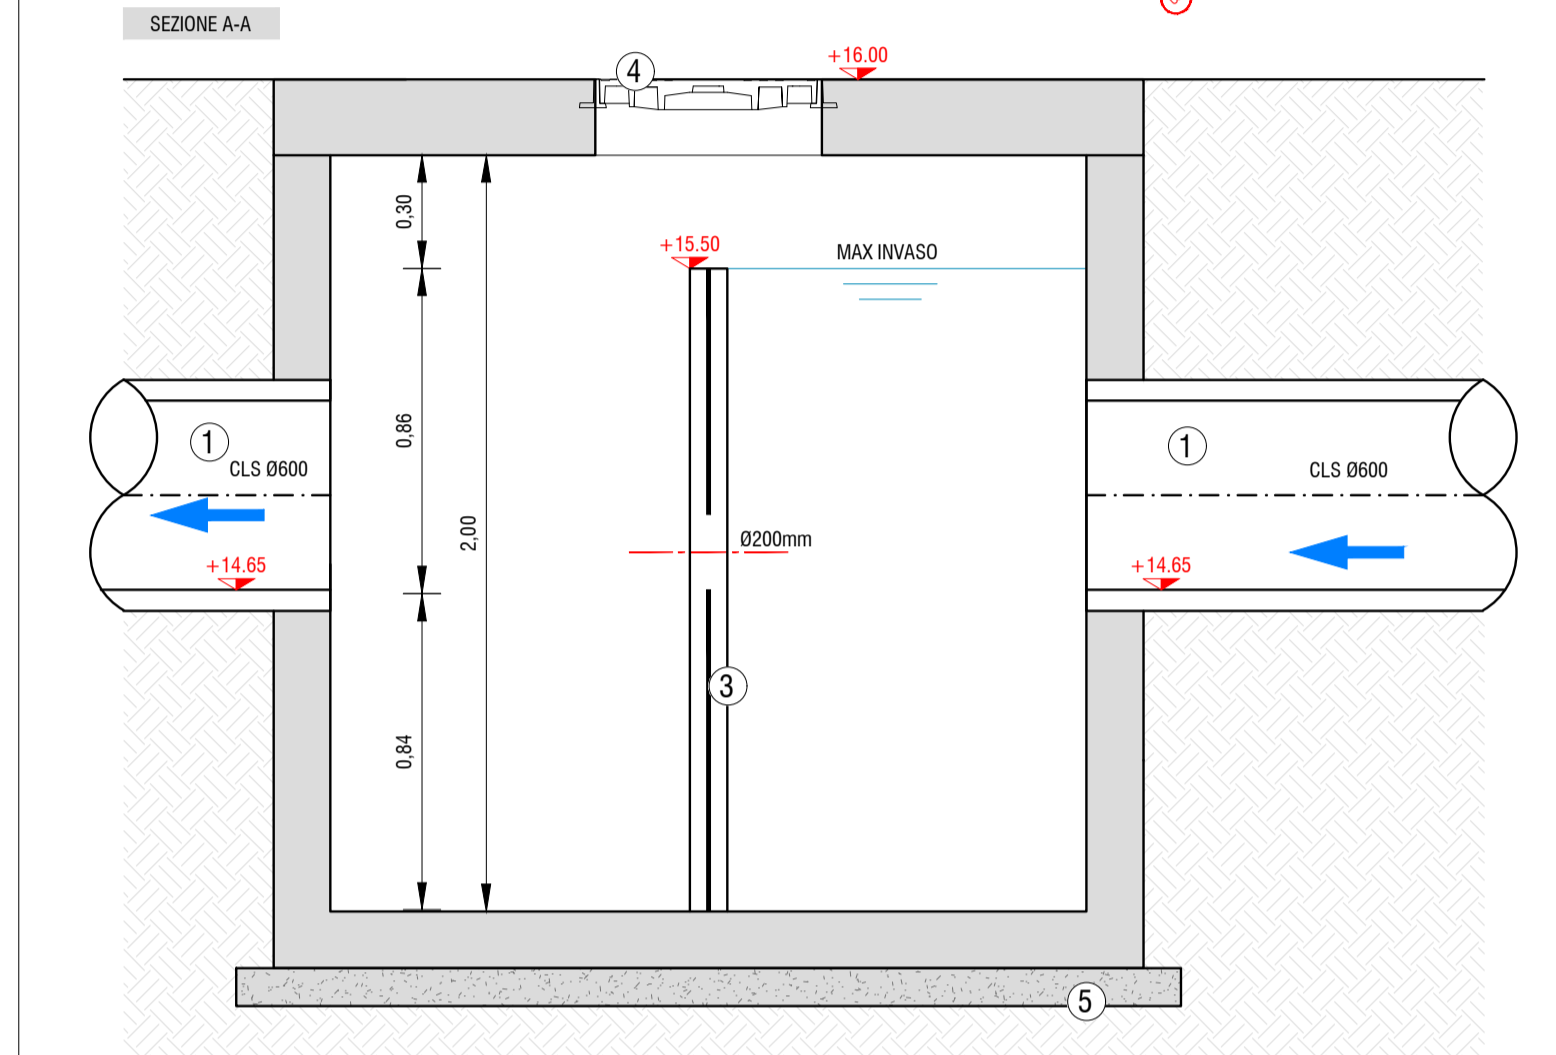 SEZIONE A-A
4
+16.00
0,30
+15.50
MAX INVASO
0,86
1
CLS Ø600
1
CLS Ø600
2,00
Ø200mm
+14.65
+14.65
3
0,84
5